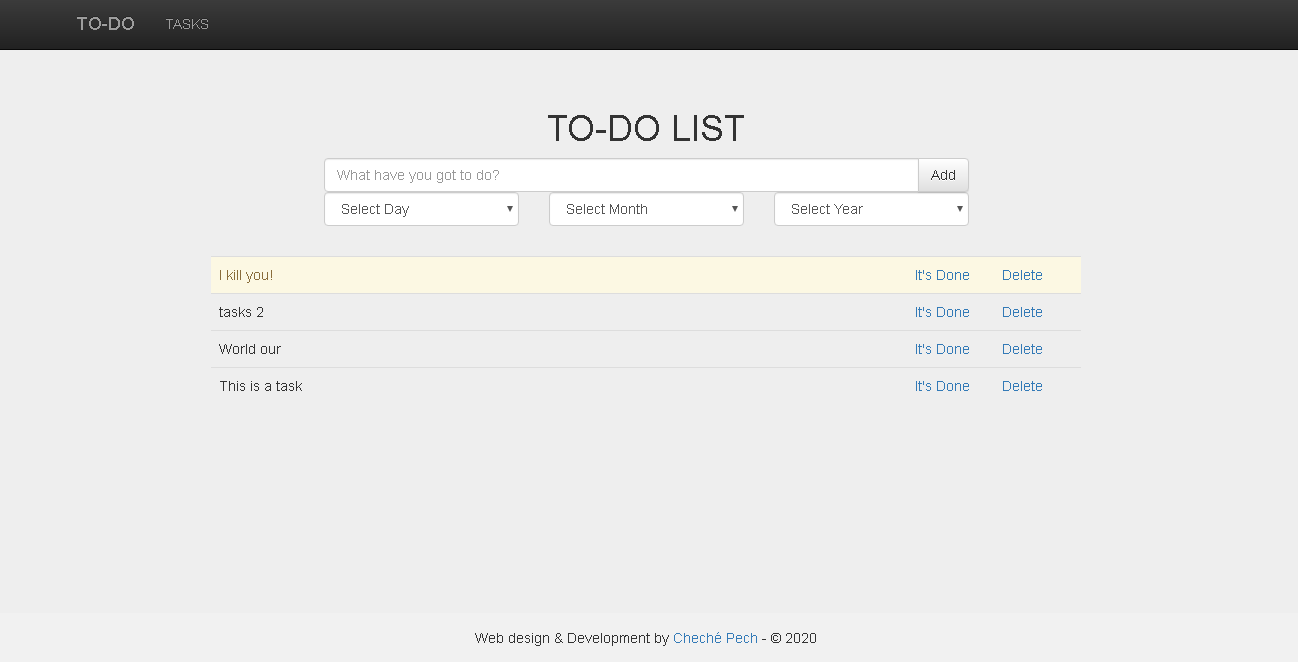 TO-DO TASKS
TO-DO LIST
What have you got to do? Add
Select Day Select Month Select Year
I kill you! It's Done Delete
tasks 2 It's Done Delete
World our It's Done Delete
This is a task It's Done Delete
Web design & Development by Cheché Pech - © 2020